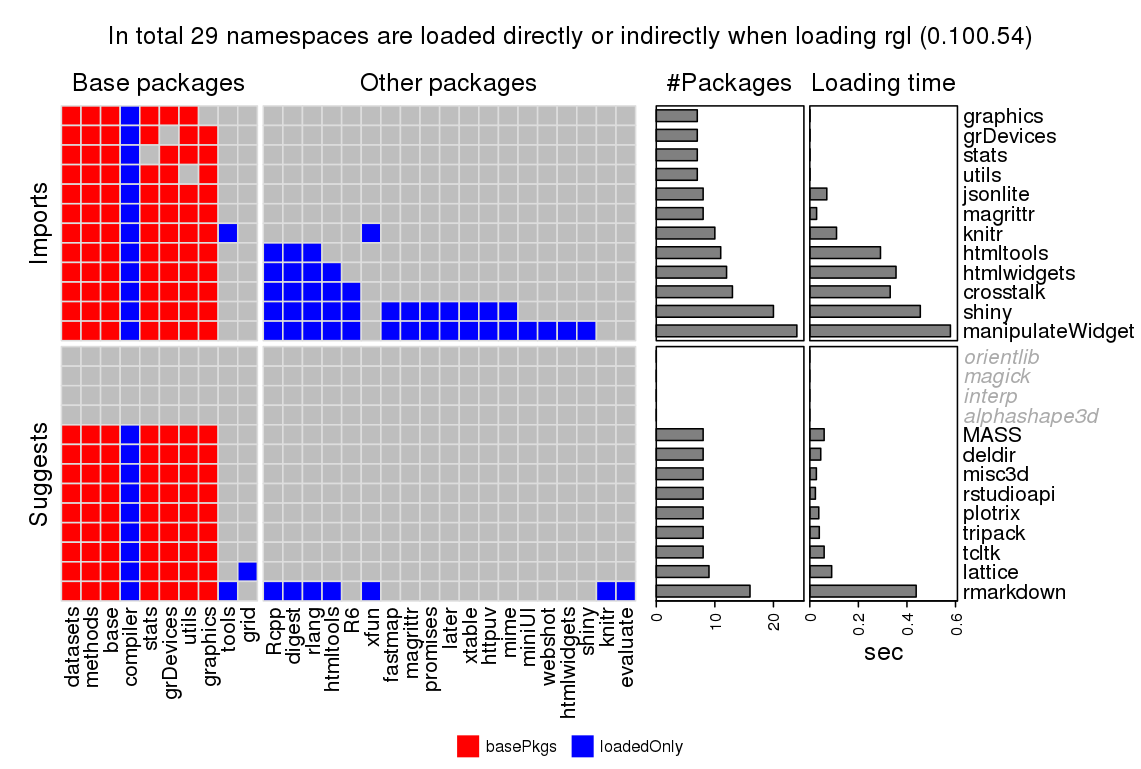 In total 29 namespaces are loaded directly or indirectly when loading rgl (0.100.54)
Base packages
Other packages
#Packages
Loading time
Imports
graphics
grDevices
stats
utils
jsonlite
magrittr
knitr
htmltools
htmlwidgets
crosstalk
shiny
manipulateWidget
Suggests
orientlib
magick
interp
alphashape3d
MASS
deldir
misc3d
rstudioapi
plotrix
tripack
tcltk
lattice
rmarkdown
datasets
methods
base
compiler
stats
grDevices
utils
graphics
tools
grid
Rcpp
digest
rlang
htmltools
R6
xfun
fastmap
magrittr
promises
later
xtable
httpuv
mime
miniUI
webshot
htmlwidgets
shiny
knitr
evaluate
0
10
20
0
0.2
0.4
0.6
sec
basePkgs
loadedOnly